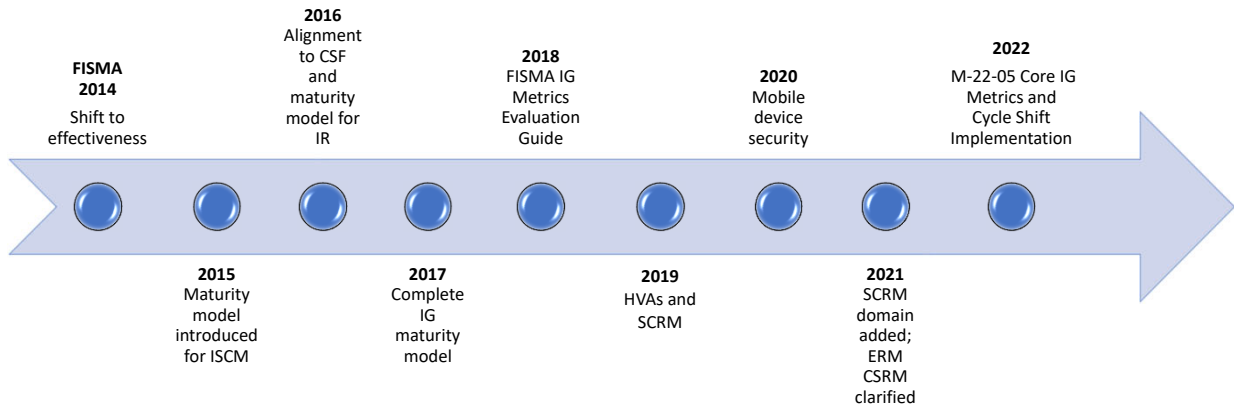 FISMA
2014
Shift to
effectiveness
2015
Maturity
model
introduced
for ISCM
2016
Alignment
to CSF
and
maturity
model for
IR
2017
Complete
IG
maturity
model
2018
FISMA IG
Metrics
Evaluation
Guide
2019
HVAs and
SCRM
2020
Mobile
device
security
2021
SCRM
domain
added;
ERM
CSRM
clarified
2022
M-22-05 Core IG
Metrics and
Cycle Shift
Implementation